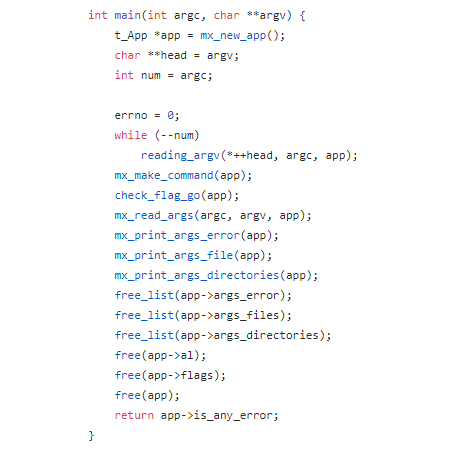 int main(int argc, char **argv) {
    t_App *app = mx_new_app();
    char **head = argv;
    int num = argc;

    errno = 0;
    while (--num)
        reading_argv(*++head, argc, app);
    mx_make_command(app);
    check_flag_go(app);
    mx_read_args(argc, argv, app);
    mx_print_args_error(app);
    mx_print_args_file(app);
    mx_print_args_directories(app);
    free_list(app->args_error);
    free_list(app->args_files);
    free_list(app->args_directories);
    free(app->al);
    free(app->flags);
    free(app);
    return app->is_any_error;
}